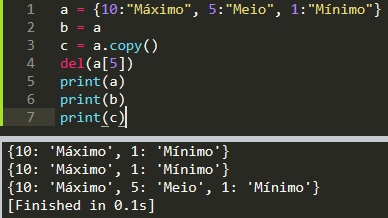 1 a = {10:"Máximo", 5:"Meio", 1:"Mínimo"}
2 b = a
3 c = a.copy()
4 del(a[5])
5 print(a)
6 print(b)
7 print(c)
{10: 'Máximo', 1: 'Mínimo'}
{10: 'Máximo', 1: 'Mínimo'}
{10: 'Máximo', 5: 'Meio', 1: 'Mínimo'}
[Finished in 0.1s]